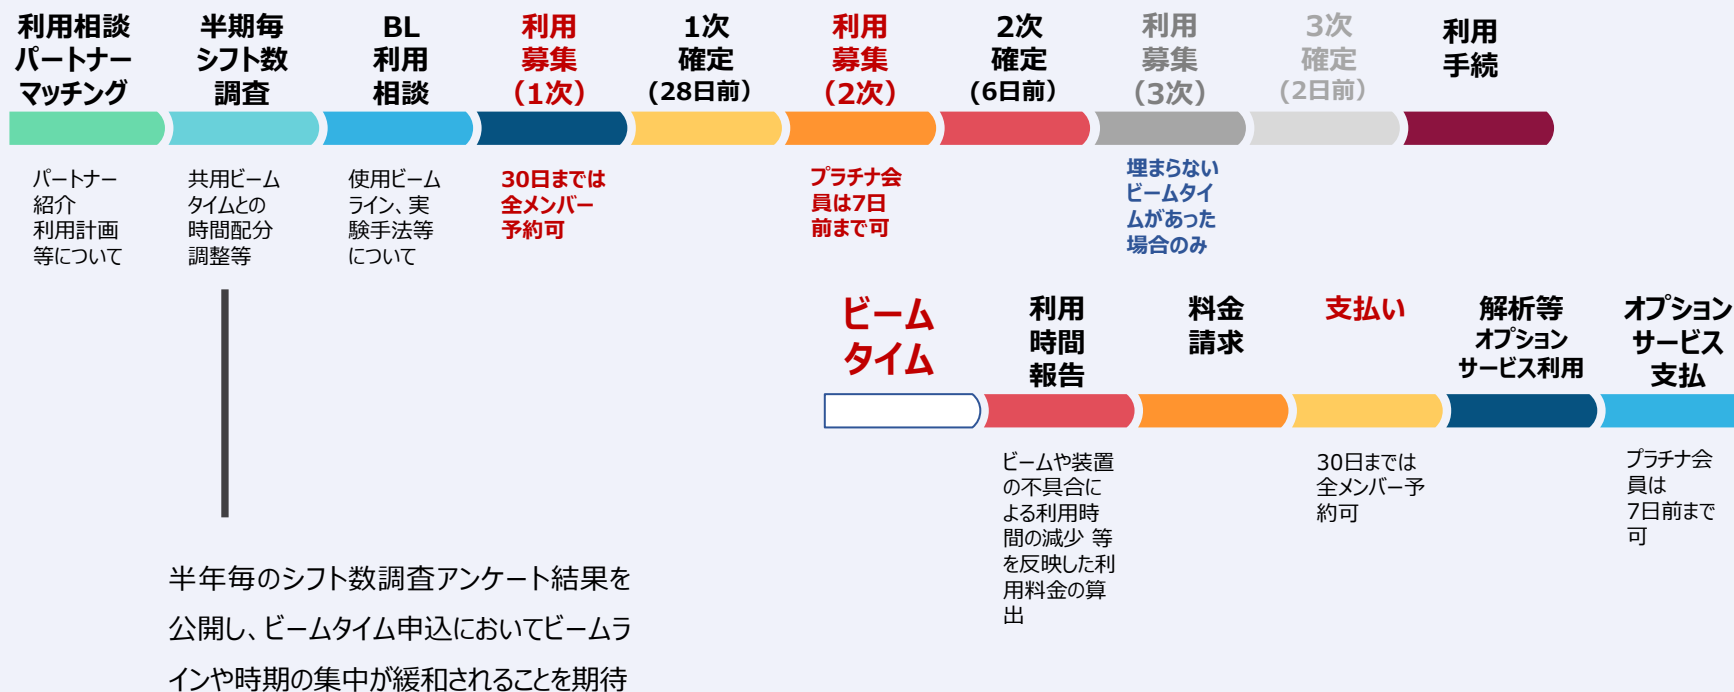 利用相談
パートナー
マッチング
半期毎
シフト数
調査
BL
利用
相談
利用
募集
（1次）
1次
確定
（28日前）
利用
募集
（2次）
2次
確定
（6日前）
利用
募集
（3次）
3次
確定
（2日前）
利用
手続
パートナー
紹介
利用計画
等について
共用ビーム
タイムとの
時間配分
調整等
使用ビーム
ライン、実
験手法等
について
30日までは
全メンバー
予約可
プラチナ会
員は7日
前まで可
埋まらない
ビームタイ
ムがあった
場合のみ
ビーム
タイム
利用
時間
報告
料金
請求
支払い
解析等
オプション
サービス利用
オプション
サービス
支払
ビームや装置
の不具合に
よる利用時
間の減少 等
を反映した利
用料金の算
出
30日までは
全メンバー予
約可
プラチナ会
員は
7日前まで
可
半年毎のシフト数調査アンケート結果を
公開し、ビームタイム申込においてビームラ
インや時期の集中が緩和されることを期待